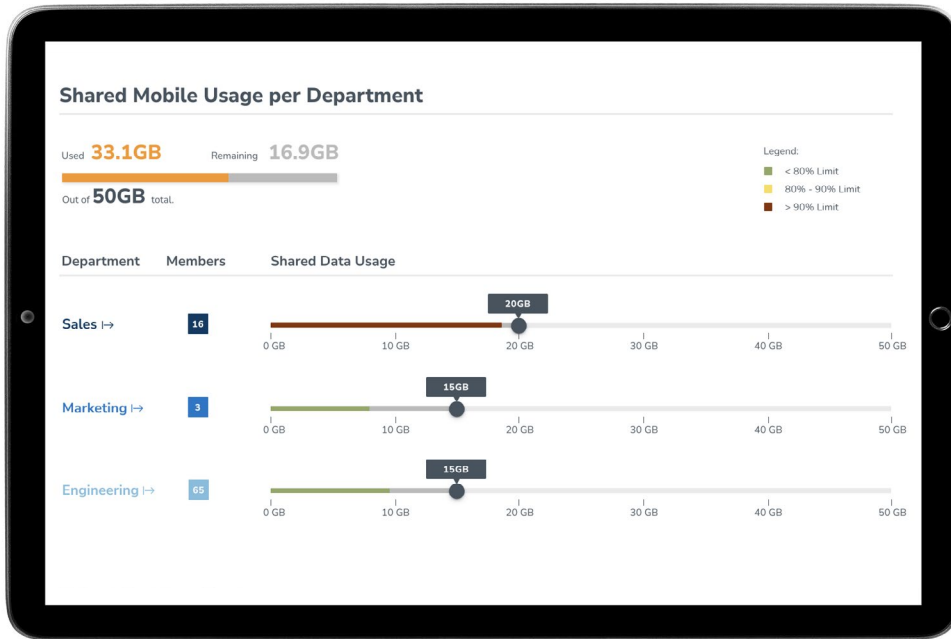 Shared Mobile Usage per Department
Used 33.1GB Remaining 16.9GB
Out of 50GB total.
Legend:
< 80% Limit
80% - 90% Limit
> 90% Limit
Department Members Shared Data Usage
20GB
Sales 16
0 GB 10 GB 20 GB 30 GB 40 GB 50 GB
15GB
Marketing 3
0 GB 10 GB 20 GB 30 GB 40 GB 50 GB
15GB
Engineering 65
0 GB 10 GB 20 GB 30 GB 40 GB 50 GB